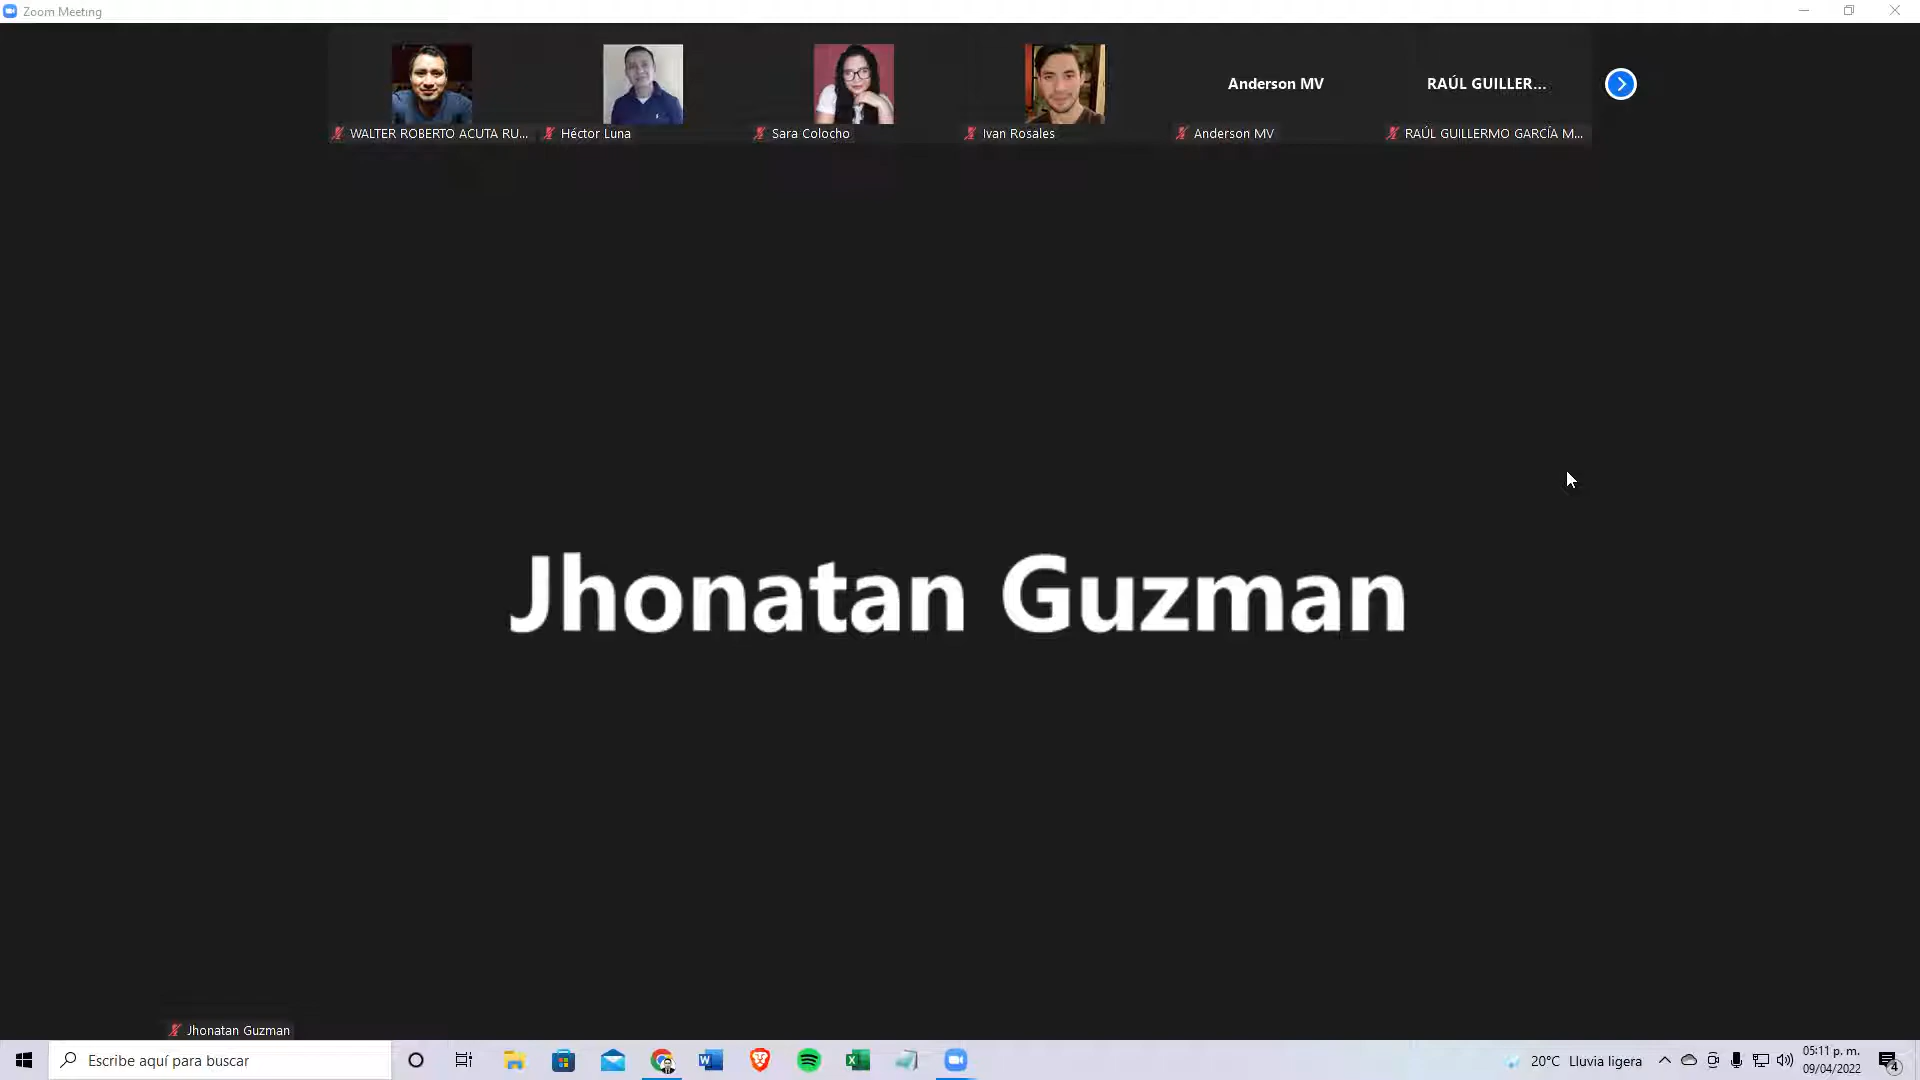 Zoom Meeting
Anderson MV
RAÚL GUILLER...
WALTER ROBERTO ACUTA RU...
Héctor Luna
Sara Colocho
Ivan Rosales
Anderson MV
RAÚL GUILLERMO GARCÍA M...
Jhonatan Guzman
Jhonatan Guzman
Escribe aquí para buscar
20°C Lluvia ligera
05:11 p. m.
09/04/2022
4